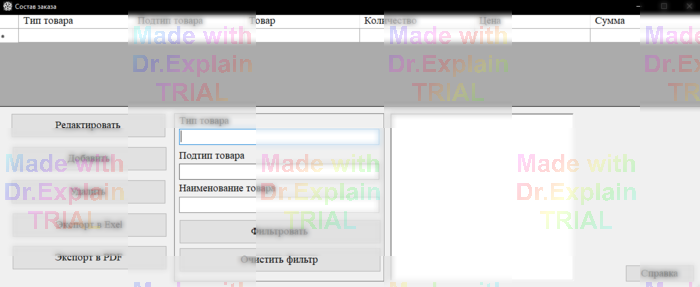 Состав заказа
Тип товара Подтип товара Товар Количество Цена Сумма
Made with Made with Made with
Dr.Explain Dr.Explain Dr.Explain
TRIAL TRIAL TRIAL
Редактировать
Добавить
Удалить
Экспорт в Exel
Экспорт в PDF
Тип товара
Подтип товара
Наименование товара
Фильтровать
Очистить фильтр
Made with Made with Made with
Dr.Explain Dr.Explain Dr.Explain
TRIAL TRIAL TRIAL
Справка